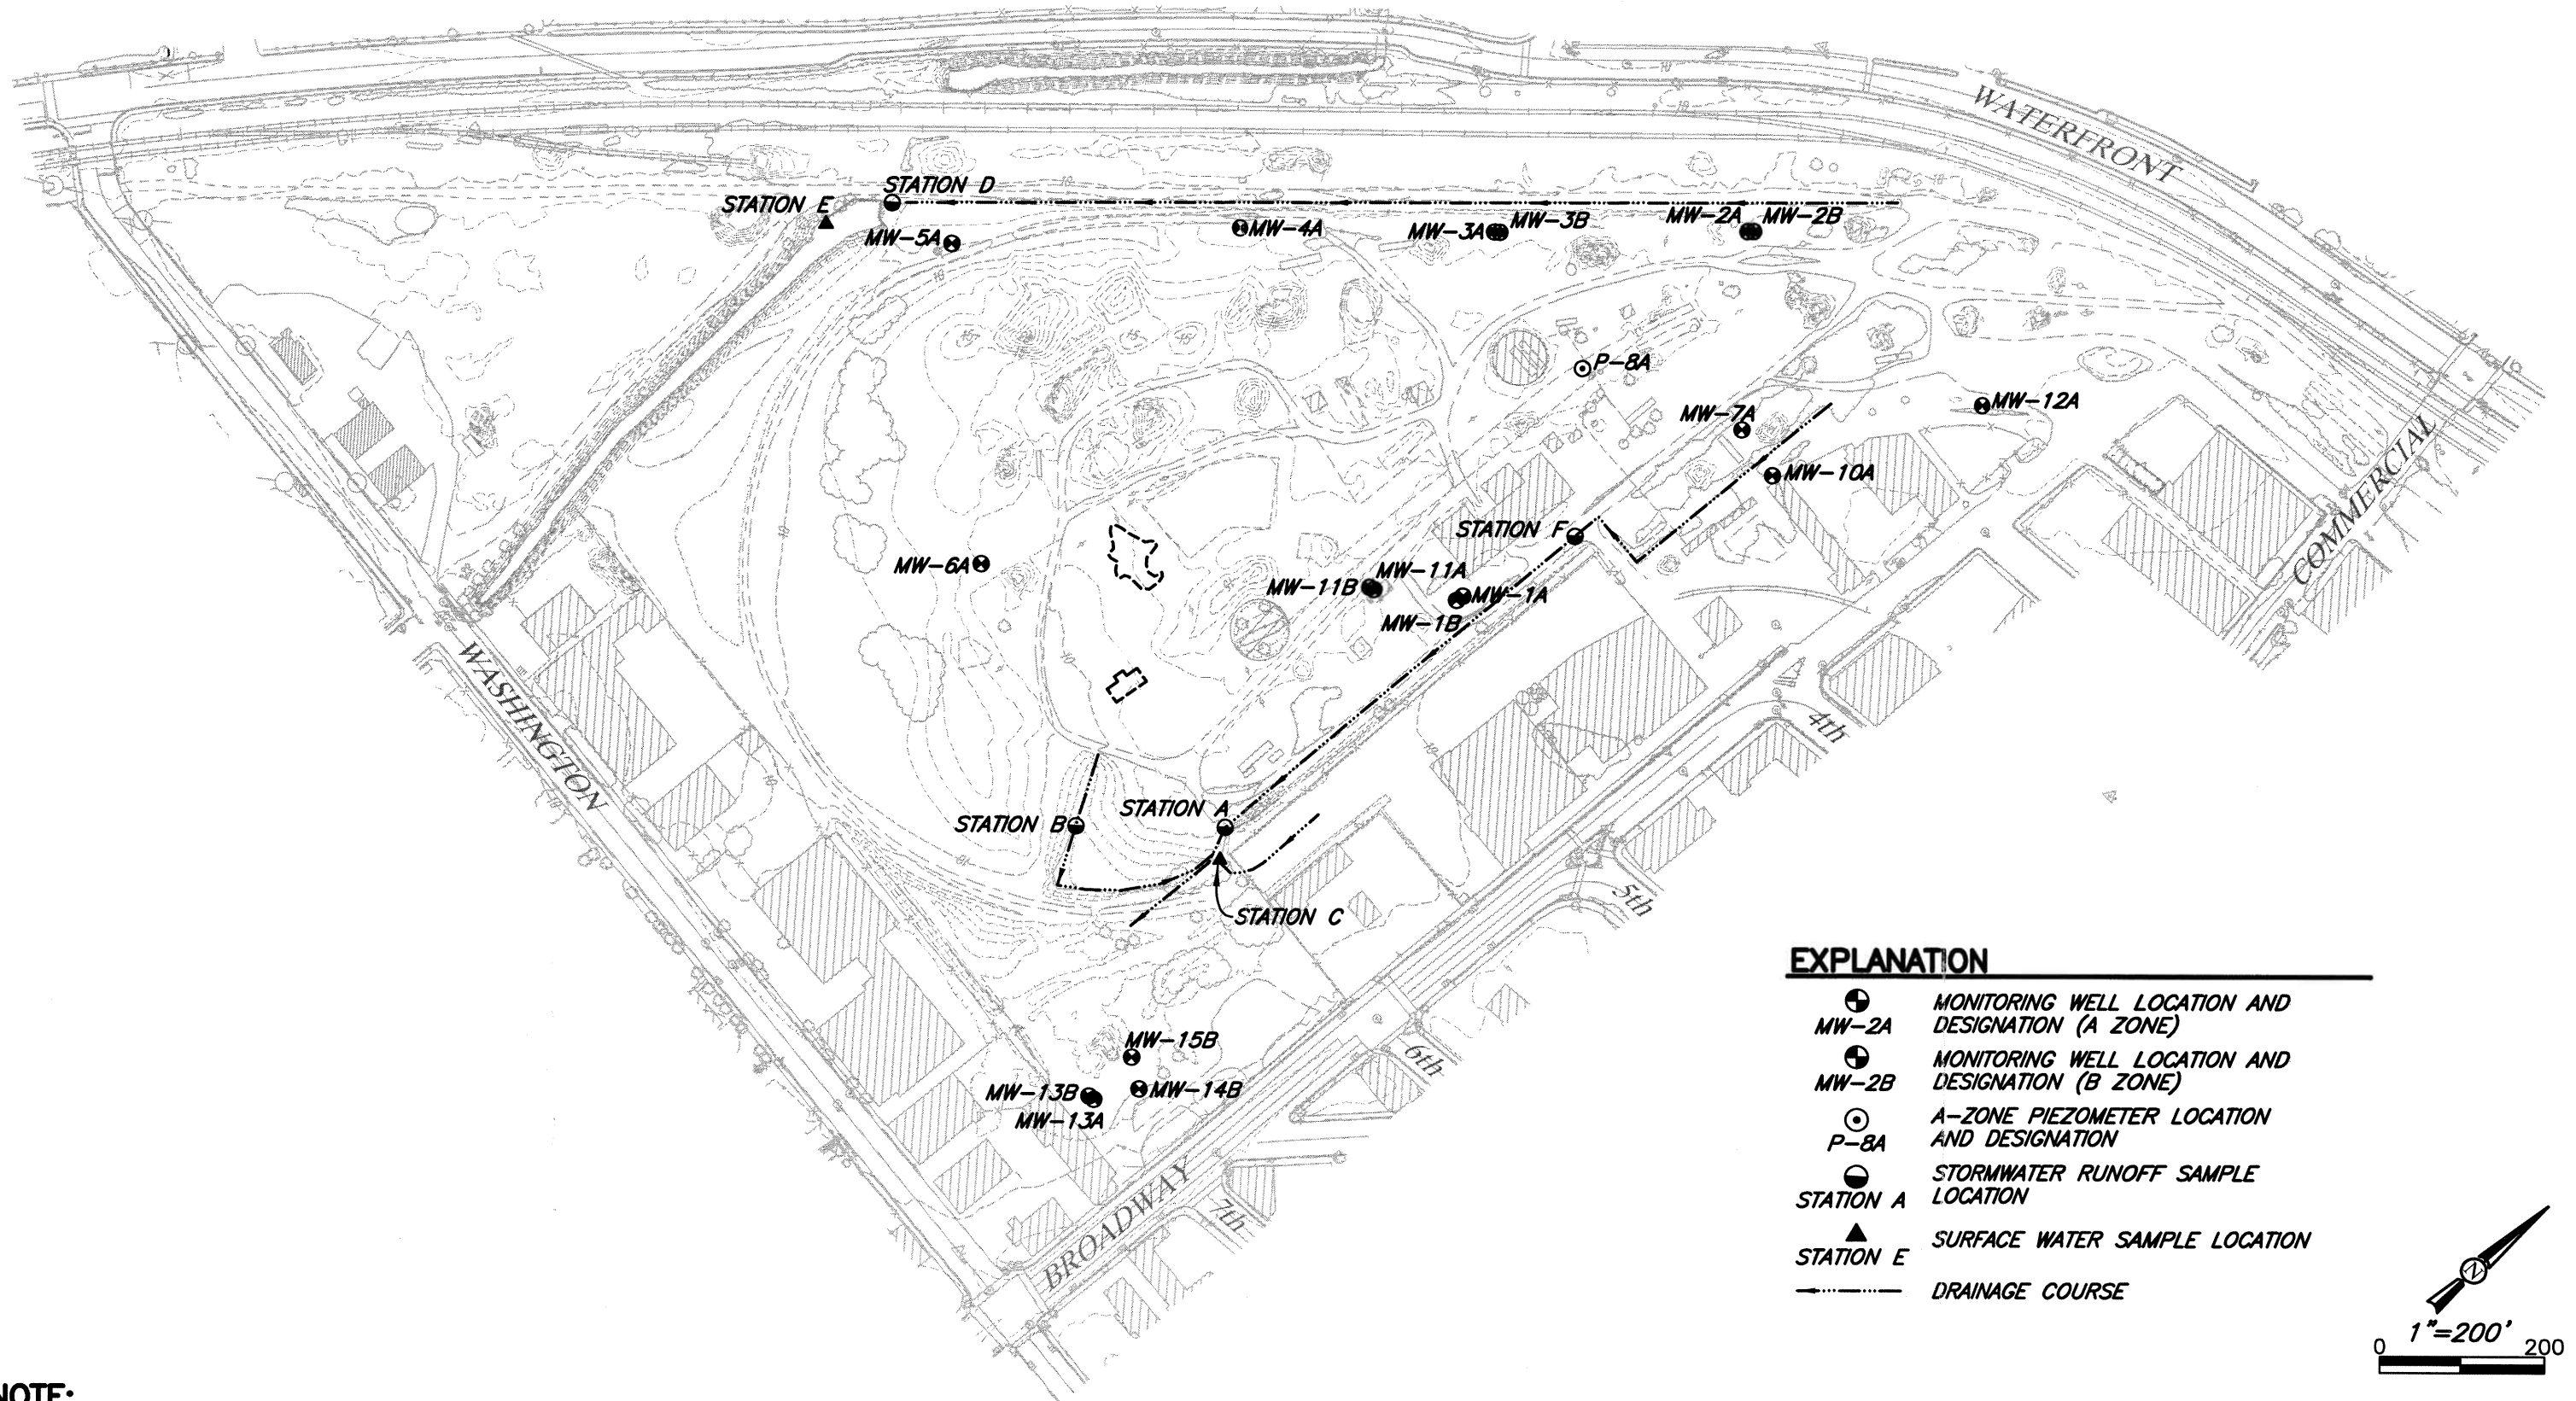 WATERFRONT
STATION D
STATION E
MW-5A
MW-4A
MW-3A
MW-3B
MW-2A
MW-2B
P-8A
MW-7A
MW-12A
MW-10A
COMMERCIAL
STATION F
MW-6A
MW-11A
MW-11B
MW-1A
MW-1B
WASHINGTON
4th
STATION A
STATION B
5th
STATION C
6th
MW-15B
MW-13B
MW-14B
MW-13A
BROADWAY
7th
EXPLANATION
MONITORING WELL LOCATION AND
MW-2A DESIGNATION (A ZONE)
MONITORING WELL LOCATION AND
MW-2B DESIGNATION (B ZONE)
A-ZONE PIEZOMETER LOCATION
P-8A AND DESIGNATION
STORMWATER RUNOFF SAMPLE
STATION A LOCATION
SURFACE WATER SAMPLE LOCATION
STATION E
DRAINAGE COURSE
N
1"=200'
0 200
NOTE: